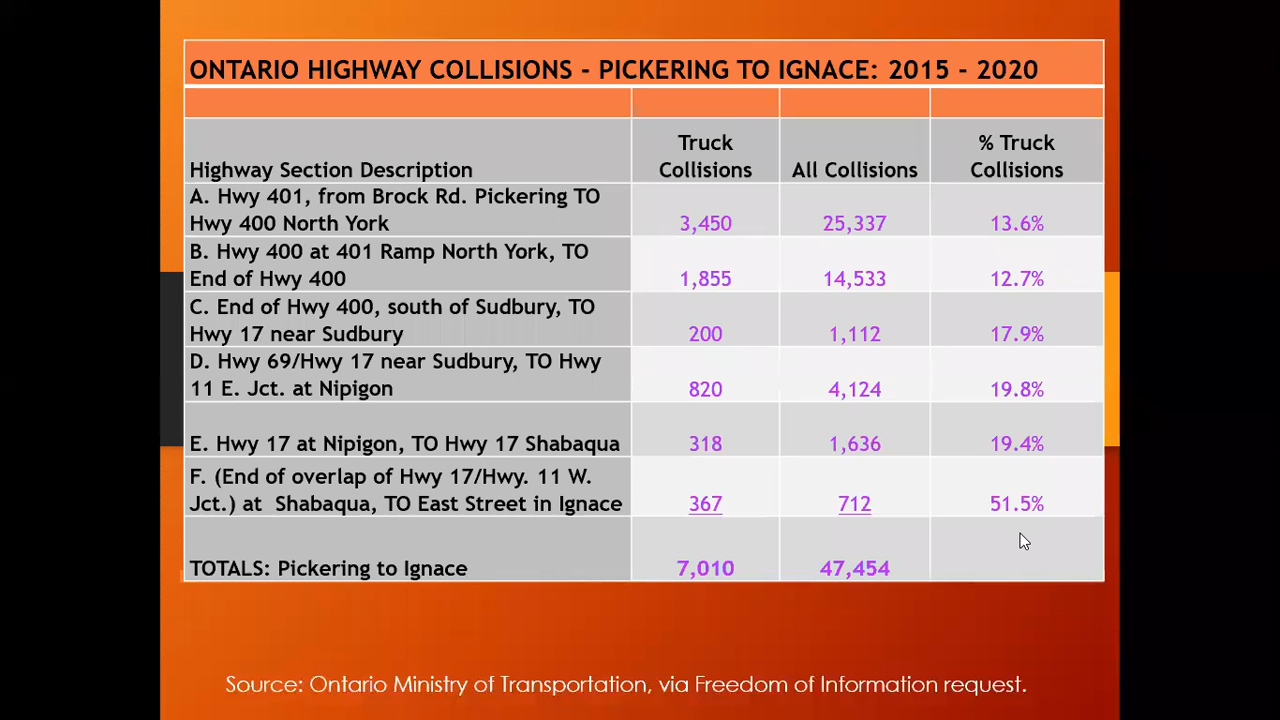 ONTARIO HIGHWAY COLLISIONS - PICKERING TO IGNACE: 2015 - 2020
Highway Section Description
Truck
Collisions
All Collisions
% Truck
Collisions
A. Hwy 401, from Brock Rd. Pickering TO
Hwy 400 North York
3,450
25,337
13.6%
B. Hwy 400 at 401 Ramp North York, TO
End of Hwy 400
1,855
14,533
12.7%
C. End of Hwy 400, south of Sudbury, TO
Hwy 17 near Sudbury
200
1,112
17.9%
D. Hwy 69/Hwy 17 near Sudbury, TO Hwy
11 E. Jct. at Nipigon
820
4,124
19.8%
E. Hwy 17 at Nipigon, TO Hwy 17 Shabaqua
318
1,636
19.4%
F. (End of overlap of Hwy 17/Hwy. 11 W.
Jct.) at Shabaqua, TO East Street in Ignace
367
712
51.5%
TOTALS: Pickering to Ignace
7,010
47,454
Source: Ontario Ministry of Transportation, via Freedom of Information request.